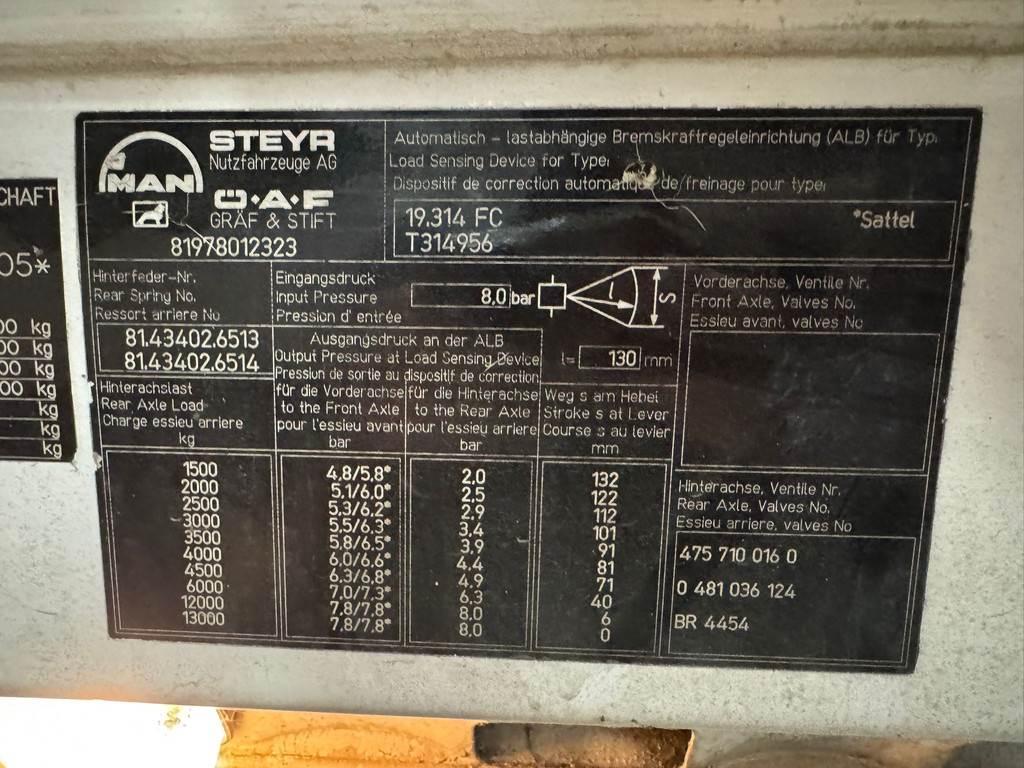 CHAFT
05*
00 kg
00 kg
00 kg
00 kg
kg
kg
kg
MAN
STEYR
Nutzfahrzeuge AG
Ö·A·F
GRÄF & STIFT
81978012323
Automatisch - lastabhängige Bremskraftregeleinrichtung (ALB) für Typ:
Load Sensing Device for Type:
Dispositif de correction automatique de freinage pour type:
19.314 FC *Sattel
T314956
Hinterfeder-Nr.
Rear Spring No.
Ressort arriere No
81.43402.6513
81.43402.6514
Eingangsdruck
Input Pressure 8,0 bar
Pression d'entrée
l S
Ausgangsdruck an der ALB
Output Pressure at Load Sensing Device
Pression de sortie au dispositif de correction
l= 130 mm
Hinterachslast
Rear Axle Load
Charge essieu arriere
kg
für die Vorderachse
to the Front Axle
pour l'essieu avant
bar
für die Hinterachse
to the Rear Axle
pour l'essieu arriere
bar
Weg s am Hebel
Stroke s at Lever
Course s au levier
mm
1500 4,8/5,8* 2.0 132
2000 5,1/6,0* 2.5 122
2500 5,3/6,2* 2.9 112
3000 5,5/6,3* 3.4 101
3500 5,8/6,5* 3.9 91
4000 6,0/6,6* 4.4 81
4500 6,3/6,8* 4.9 71
6000 7,0/7,3* 6.3 40
12000 7,8/7,8* 8.0 6
13000 7,8/7,8* 8.0 0
Vorderachse, Ventile Nr.
Front Axle, Valves No.
Essieu avant, valves No
Hinterachse, Ventile Nr.
Rear Axle, Valves No.
Essieu arriere, valves No
475 710 016 0
0 481 036 124
BR 4454